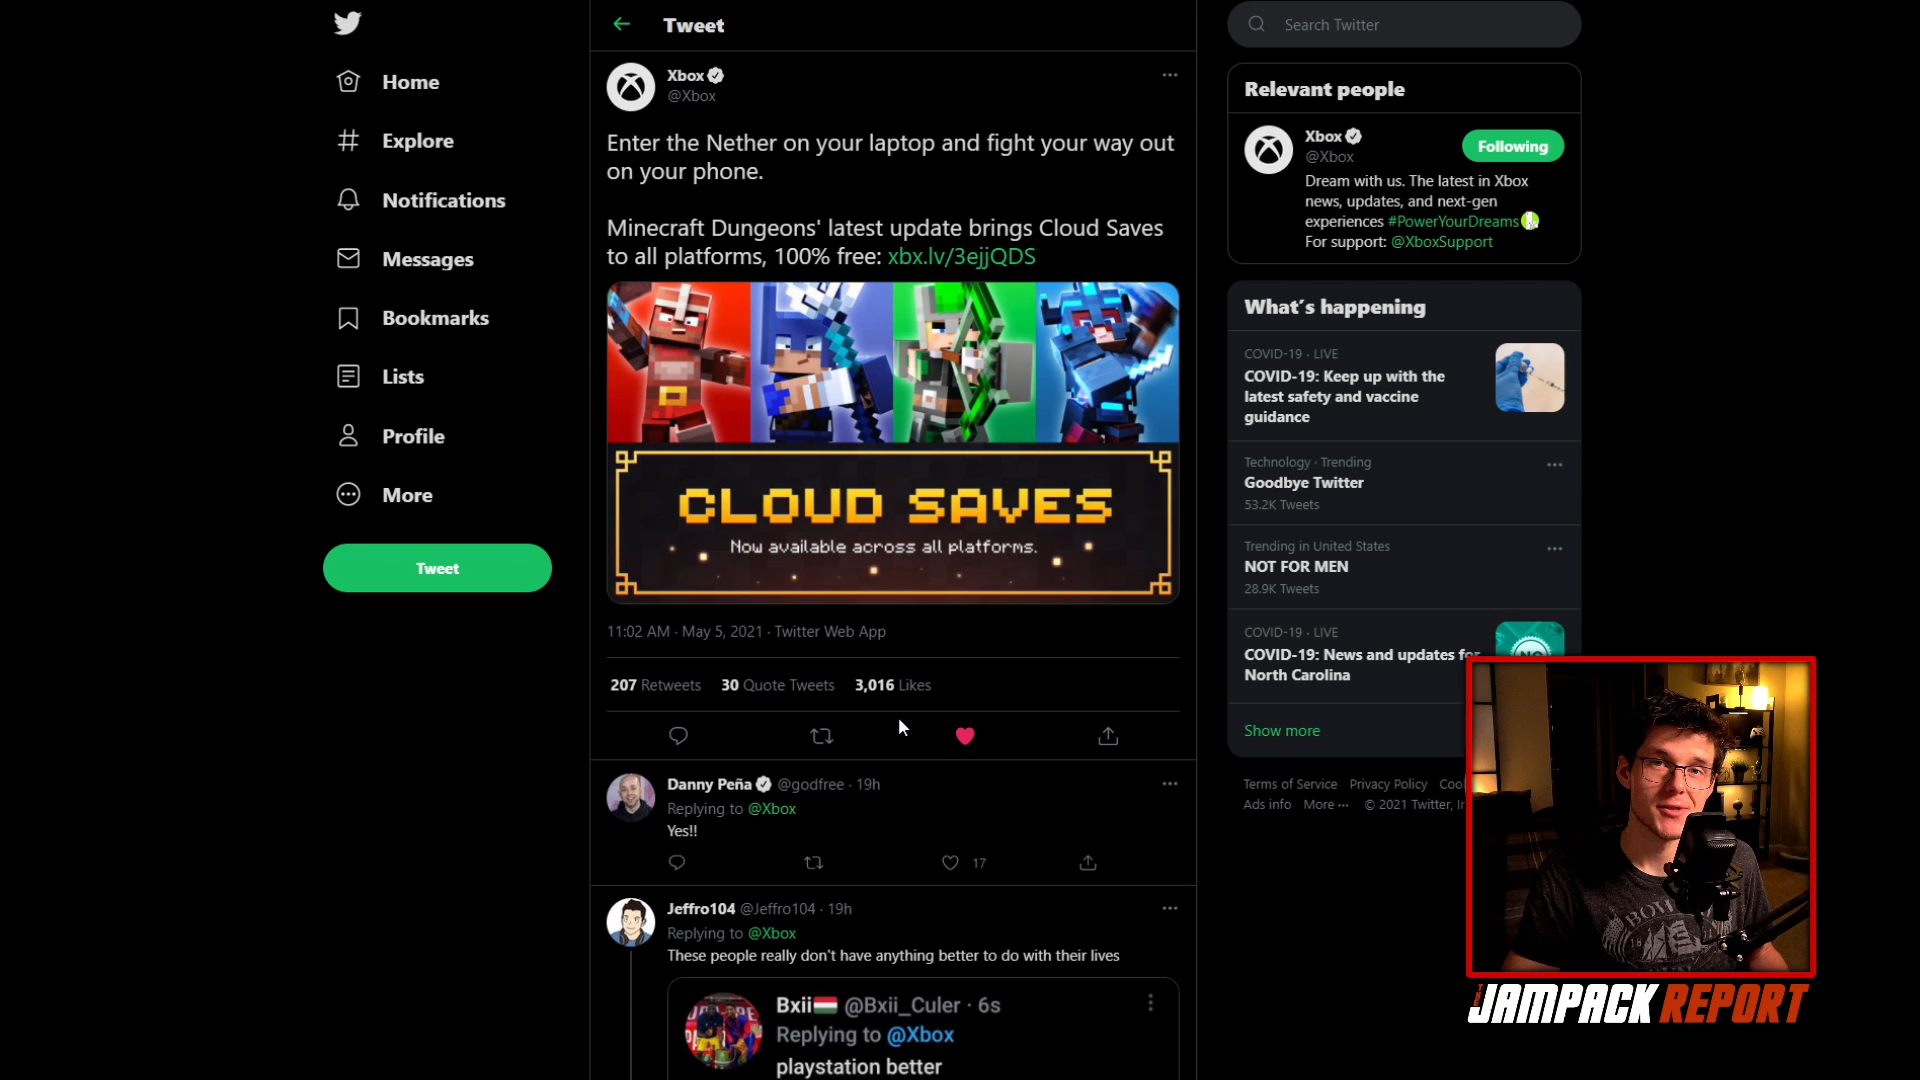 Home
Explore
Notifications
Messages
Bookmarks
Lists
Profile
More
Tweet
Tweet
Xbox
@Xbox
Enter the Nether on your laptop and fight your way out
on your phone.
Minecraft Dungeons' latest update brings Cloud Saves
to all platforms, 100% free: xbx.lv/3ejjQDS
CLOUD SAVES
Now available across all platforms.
11:02 AM · May 5, 2021 · Twitter Web App
207 Retweets 30 Quote Tweets 3,016 Likes
Danny Peña @godfree · 19h
Replying to @Xbox
Yes!!
17
Jeffro104 @Jeffro104 · 19h
Replying to @Xbox
These people really don't have anything better to do with their lives
Bxii @Bxii_Culer · 6s
Replying to @Xbox
playstation better
Search Twitter
Relevant people
Xbox
@Xbox
Following
Dream with us. The latest in Xbox
news, updates, and next-gen
experiences #PowerYourDreams
For support: @XboxSupport
What's happening
COVID-19 · LIVE
COVID-19: Keep up with the
latest safety and vaccine
guidance
Technology · Trending
Goodbye Twitter
53.2K Tweets
Trending in United States
NOT FOR MEN
28.9K Tweets
COVID-19 · LIVE
COVID-19: News and updates for
North Carolina
Show more
Terms of Service Privacy Policy
Ads info More ··· © 2021 Twitter,
THE JAMPACK REPORT